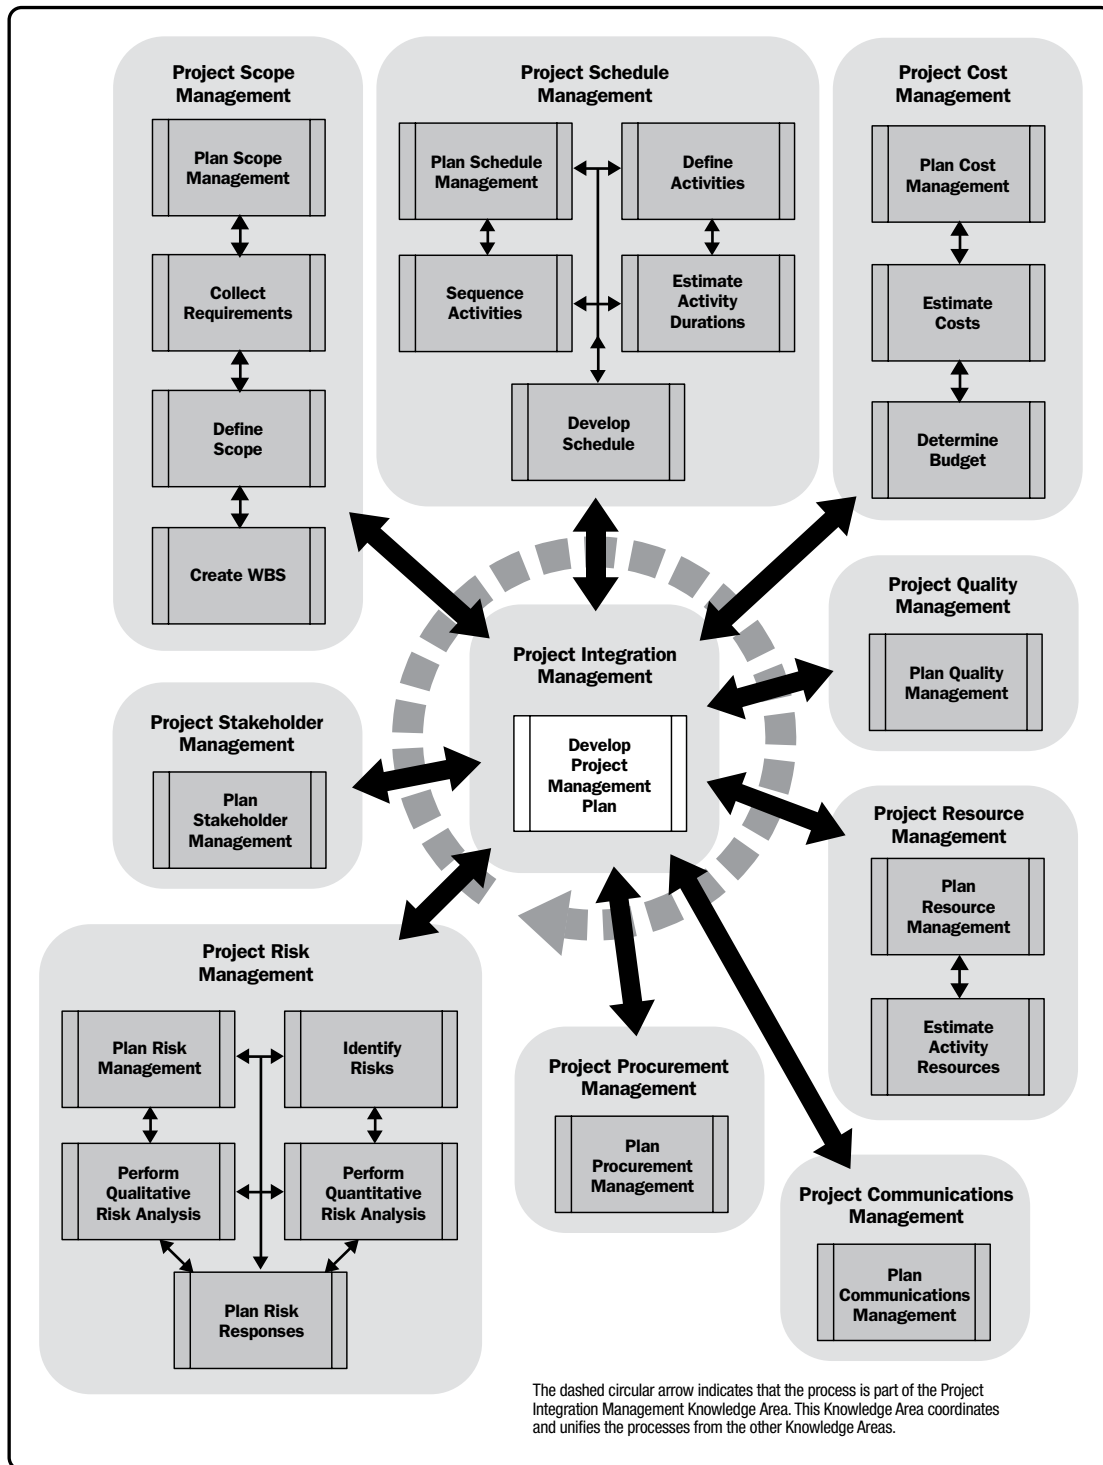 Project Scope
Management
Plan Scope
Management
Collect
Requirements
Define
Scope
Create WBS
Project Schedule
Management
Plan Schedule
Management
Define
Activities
Sequence
Activities
Estimate
Activity
Durations
Develop
Schedule
Project Cost
Management
Plan Cost
Management
Estimate
Costs
Determine
Budget
Project Quality
Management
Plan Quality
Management
Project Integration
Management
Develop
Project
Management
Plan
Project Stakeholder
Management
Plan
Stakeholder
Management
Project Resource
Management
Plan
Resource
Management
Estimate
Activity
Resources
Project Risk
Management
Plan Risk
Management
Identify
Risks
Perform
Qualitative
Risk Analysis
Perform
Quantitative
Risk Analysis
Plan Risk
Responses
Project Procurement
Management
Plan
Procurement
Management
Project Communications
Management
Plan
Communications
Management
The dashed circular arrow indicates that the process is part of the Project
Integration Management Knowledge Area. This Knowledge Area coordinates
and unifies the processes from the other Knowledge Areas.